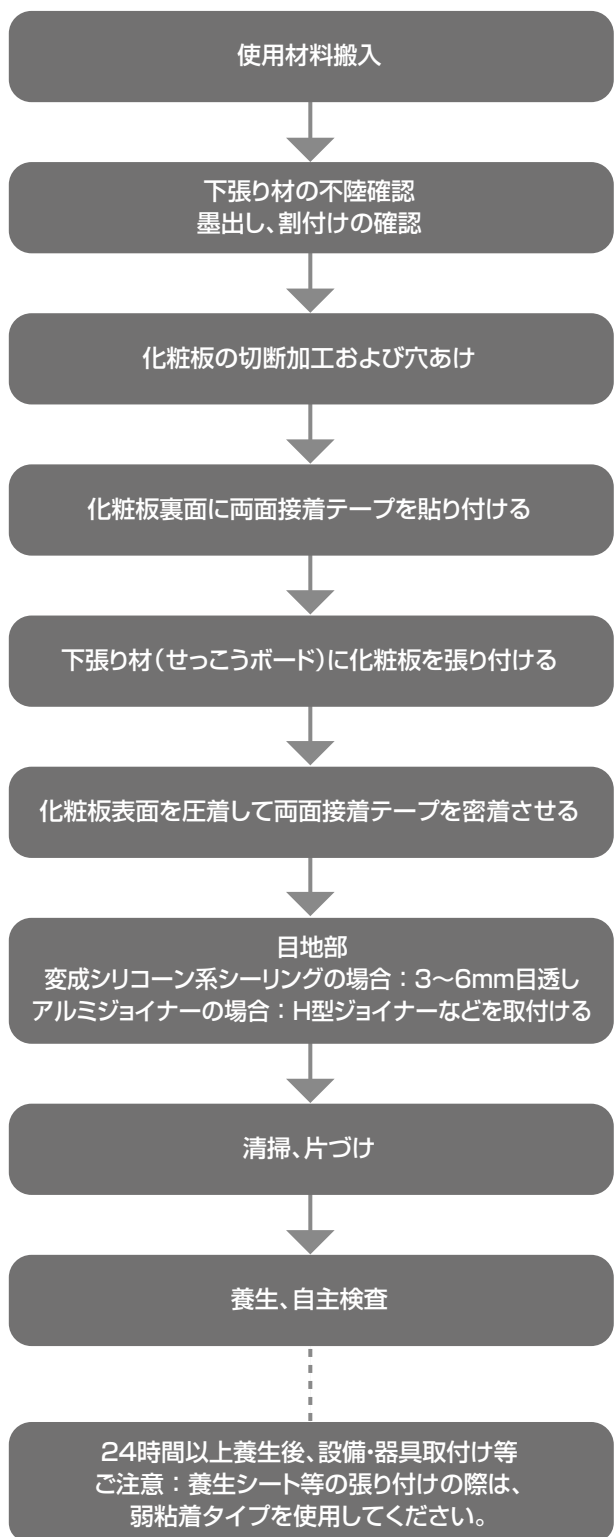 使用材料搬入
下張り材の不陸確認
墨出し、割付けの確認
化粧板の切断加工および穴あけ
化粧板裏面に両面接着テープを貼り付ける
下張り材（せっこうボード）に化粧板を張り付ける
化粧板表面を圧着して両面接着テープを密着させる
目地部
変成シリコーン系シーリングの場合：3～6mm目透し
アルミジョイナーの場合：H型ジョイナーなどを取付ける
清掃、片づけ
養生、自主検査
24時間以上養生後、設備・器具取付け等
ご注意：養生シート等の張り付けの際は、
弱粘着タイプを使用してください。